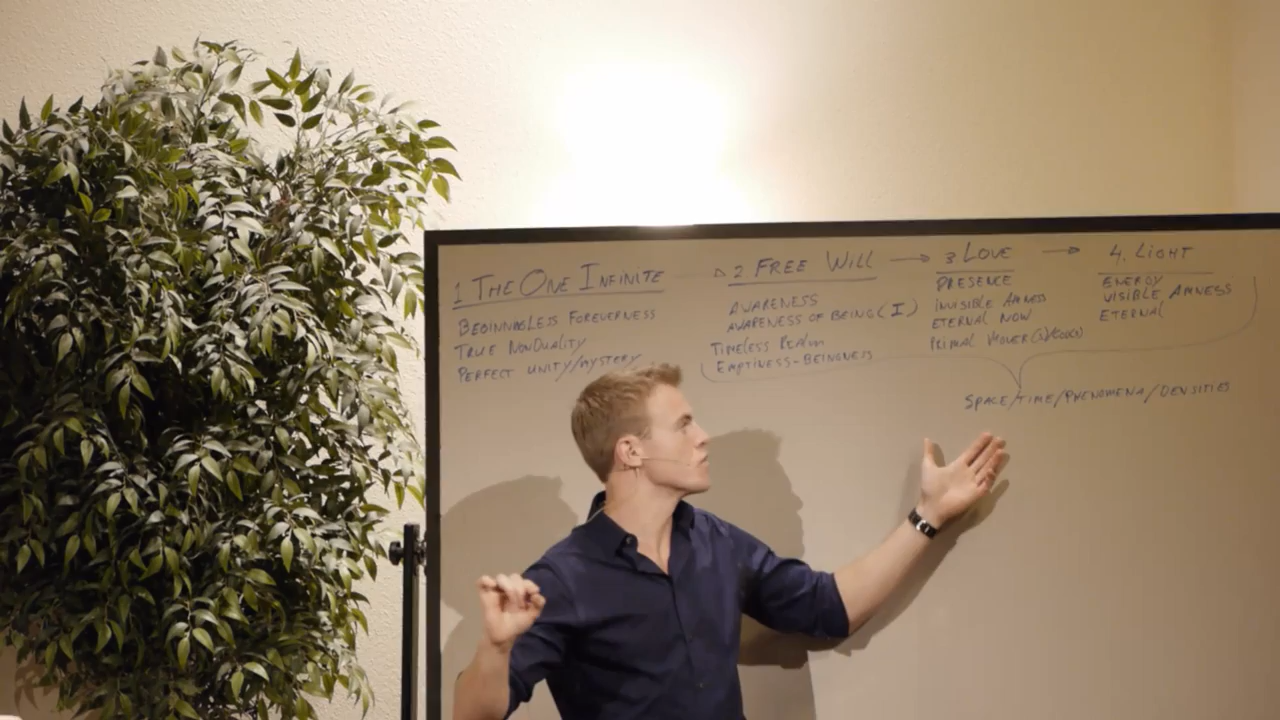 1 THE ONE INFINITE
BEGINNINGLESS FOREVERNESS
TRUE NONDUALITY
PERFECT UNITY/MYSTERY
→ 2 FREE WILL →
AWARENESS
AWARENESS OF BEING (I)
TIMELESS REALM
EMPTINESS-BEINGNESS
3 LOVE →
PRESENCE
INVISIBLE AMNESS
ETERNAL NOW
PRIMAL MOVER
4. LIGHT
ENERGY
VISIBLE AMNESS
ETERNAL
SPACE/TIME/PHENOMENA/DENSITIES